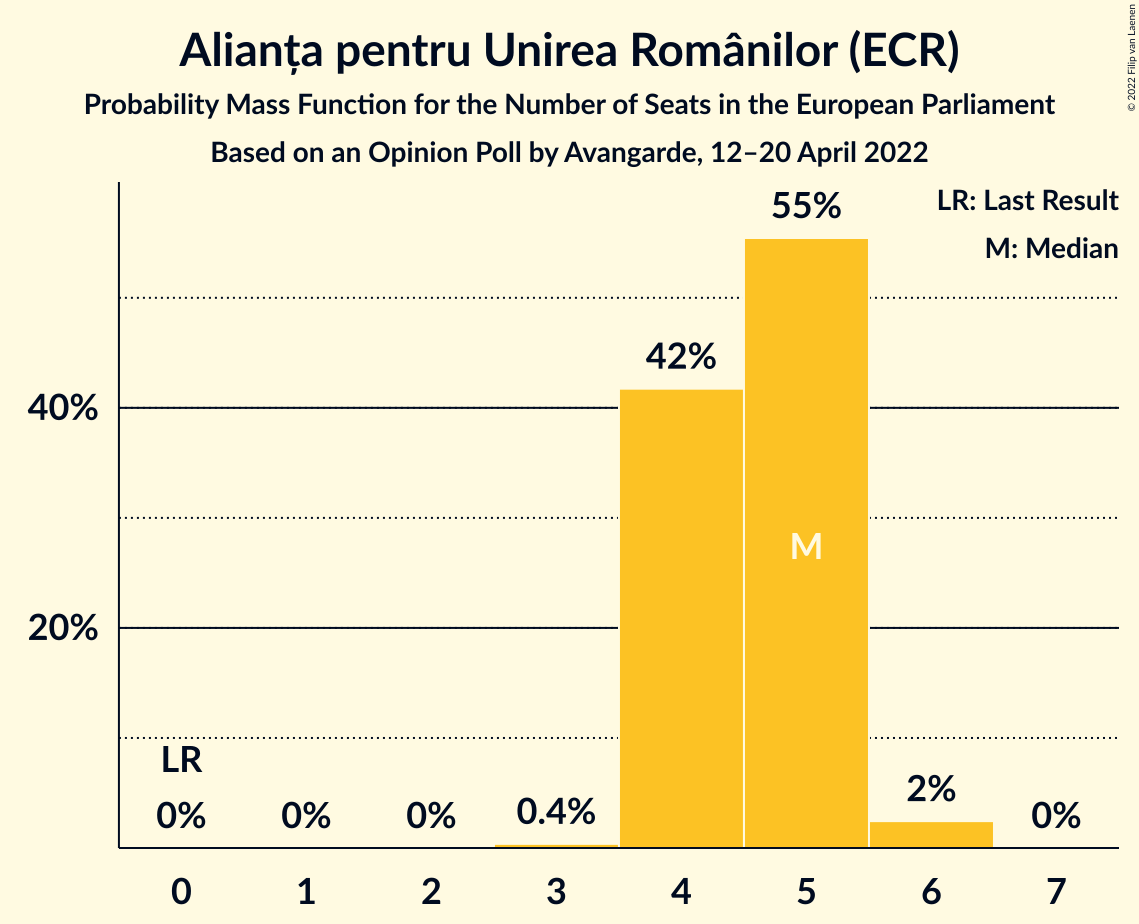 Alianța pentru Unirea Românilor (ECR)
Probability Mass Function for the Number of Seats in the European Parliament
Based on an Opinion Poll by Avangarde, 12–20 April 2022
© 2022 Filip van Laenen
LR: Last Result
M: Median
55%
42%
40%
M
20%
LR
0%
0%
0%
0.4%
2%
0%
0
1
2
3
4
5
6
7